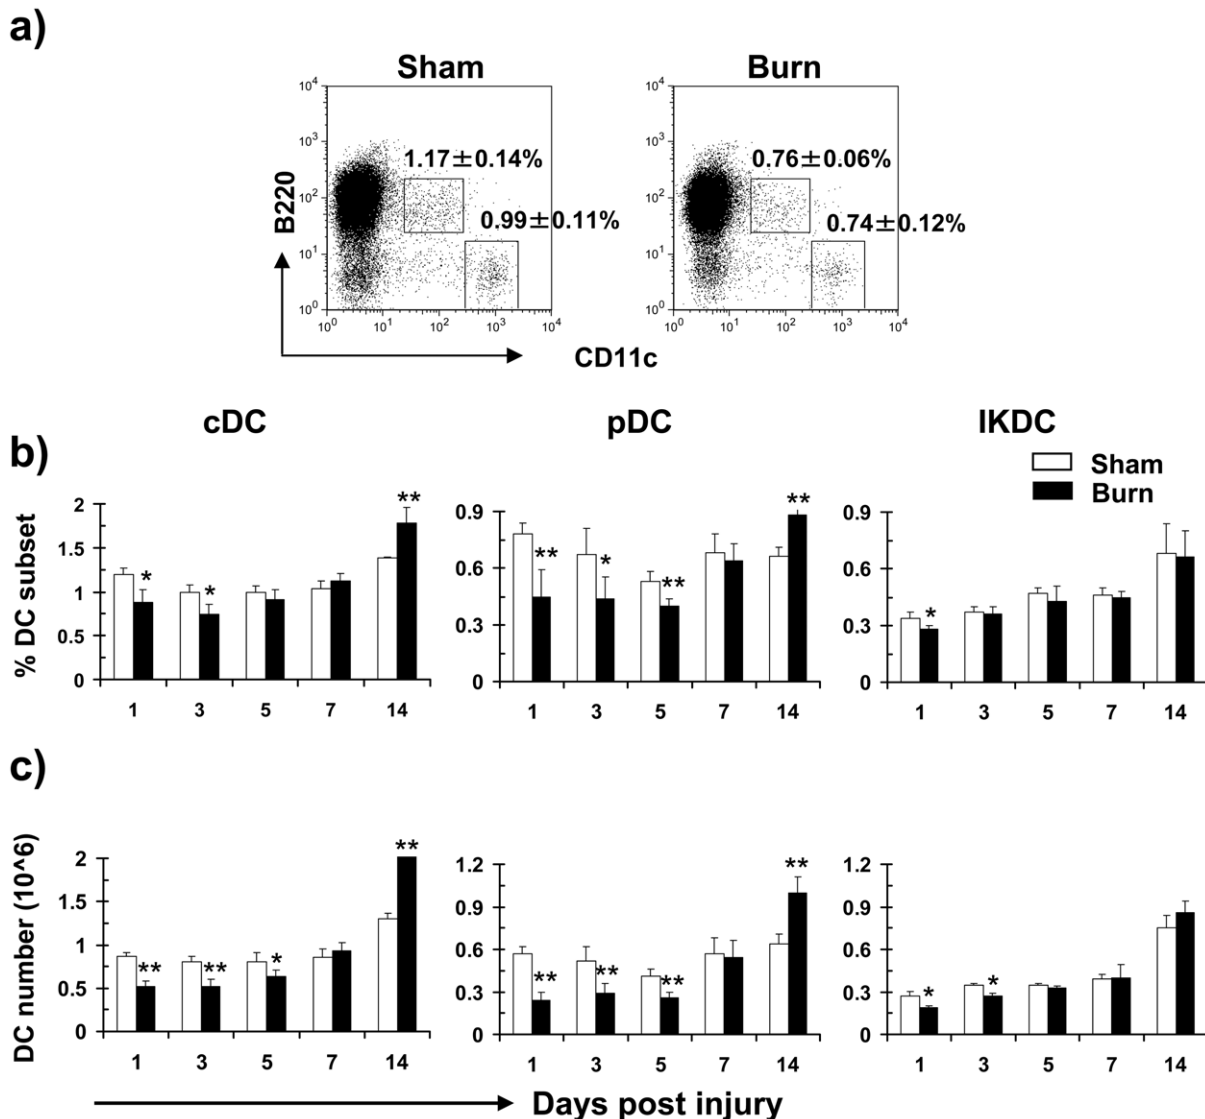 a)
Sham Burn
10^4 10^4
10^3 10^3
1.17±0.14% 0.76±0.06%
10^2 10^2
B220
0.99±0.11% 0.74±0.12%
10^1 10^1
10^0 10^0
10^0 10^1 10^2 10^3 10^4 10^0 10^1 10^2 10^3 10^4
CD11c
cDC pDC IKDC
b)
Sham
Burn
% DC subset
2
1.5
1
0.5
0
* * **
1 3 5 7 14
0.9
0.6
0.3
0
** * ** **
1 3 5 7 14
0.9
0.6
0.3
0
*
1 3 5 7 14
c)
DC number (10^6)
2
1.5
1
0.5
0
** ** * **
1 3 5 7 14
1.2
0.9
0.6
0.3
0
** ** ** **
1 3 5 7 14
1.2
0.9
0.6
0.3
0
* *
1 3 5 7 14
Days post injury